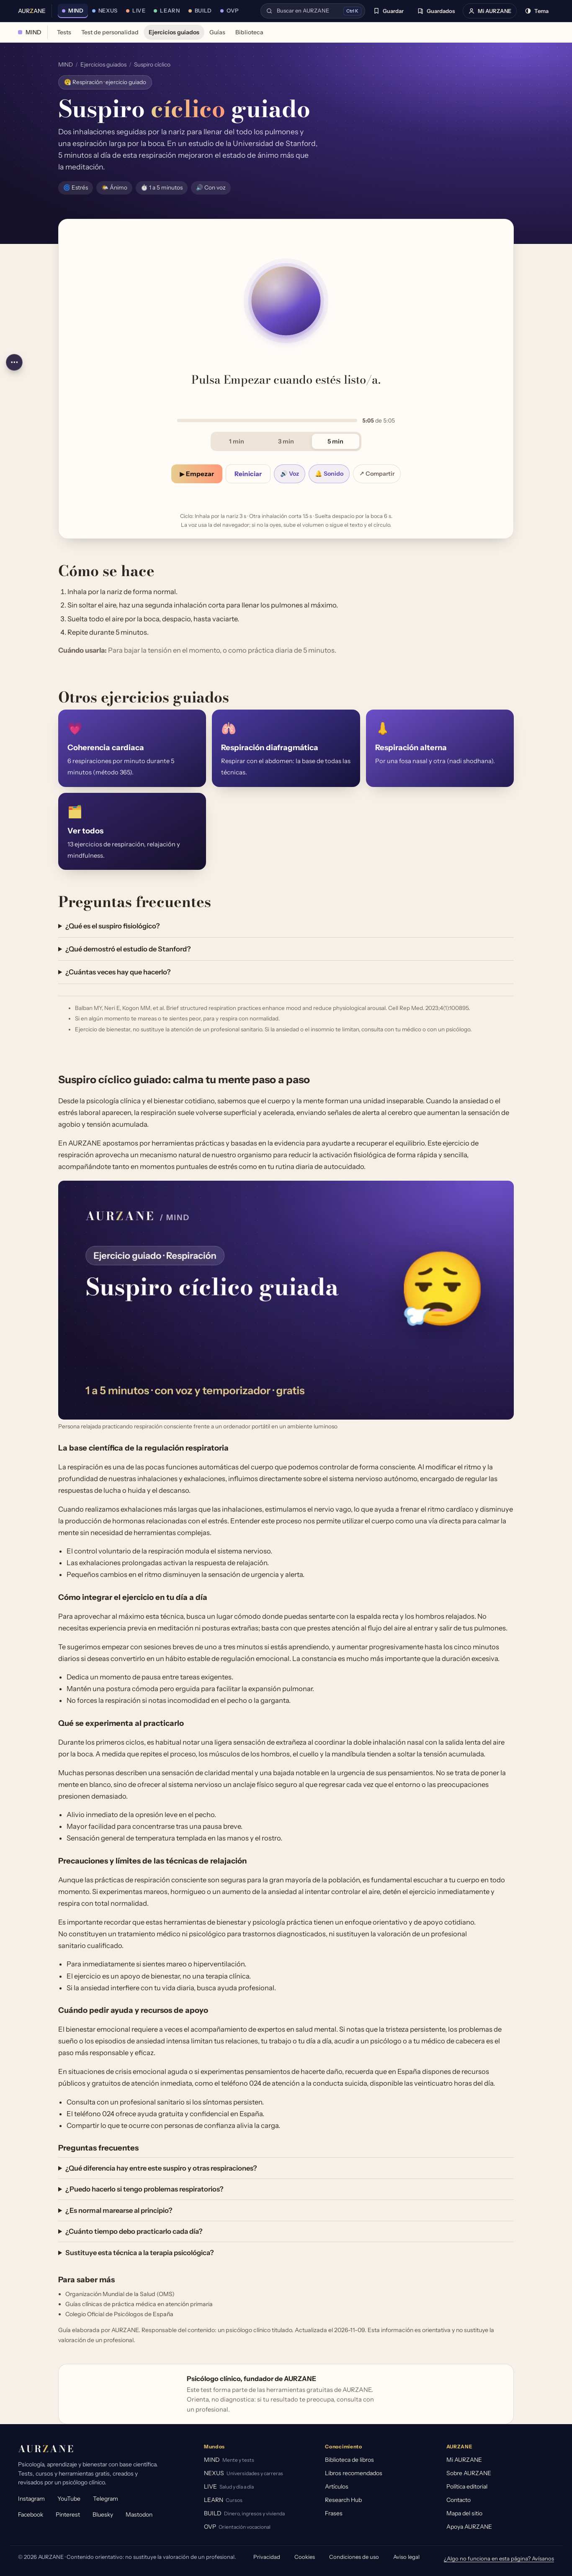 AURZANE MIND NEXUS LIVE LEARN BUILD OVP Buscar en AURZANE Ctrl K Guardar Guardados Mi AURZANE Tema
MIND Tests Test de personalidad Ejercicios guiados Guías Biblioteca
MIND / Ejercicios guiados / Suspiro cíclico
Respiración · ejercicio guiado
Suspiro cíclico guiado
Dos inhalaciones seguidas por la nariz para llenar del todo los pulmones y
una espiración larga por la boca. En un estudio de la Universidad de Stanford,
5 minutos al día de esta respiración mejoraron el estado de ánimo más que
la meditación.
Estrés Ánimo 1 a 5 minutos Con voz
Pulsa Empezar cuando estés listo/a.
5:05 de 5:05
1 min 3 min 5 min
▶ Empezar Reiniciar Voz Sonido ↗ Compartir
Ciclo: Inhala por la nariz 3 s · Otra inhalación corta 1.5 s · Suelta despacio por la boca 6 s.
La voz usa la del navegador; si no la oyes, sube el volumen o sigue el texto y el círculo.
Cómo se hace
1. Inhala por la nariz de forma normal.
2. Sin soltar el aire, haz una segunda inhalación corta para llenar los pulmones al máximo.
3. Suelta todo el aire por la boca, despacio, hasta vaciarte.
4. Repite durante 5 minutos.
Cuándo usarla: Para bajar la tensión en el momento, o como práctica diaria de 5 minutos.
Otros ejercicios guiados
Coherencia cardiaca
6 respiraciones por minuto durante 5
minutos (método 365).
Respiración diafragmática
Respirar con el abdomen: la base de todas las
técnicas.
Respiración alterna
Por una fosa nasal y otra (nadi shodhana).
Ver todos
13 ejercicios de respiración, relajación y
mindfulness.
Preguntas frecuentes
▶ ¿Qué es el suspiro fisiológico?
▶ ¿Qué demostró el estudio de Stanford?
▶ ¿Cuántas veces hay que hacerlo?
• Balban MY, Neri E, Kogon MM, et al. Brief structured respiration practices enhance mood and reduce physiological arousal. Cell Rep Med. 2023;4(1):100895.
• Si en algún momento te mareas o te sientes peor, para y respira con normalidad.
• Ejercicio de bienestar, no sustituye la atención de un profesional sanitario. Si la ansiedad o el insomnio te limitan, consulta con tu médico o con un psicólogo.
Suspiro cíclico guiado: calma tu mente paso a paso
Desde la psicología clínica y el bienestar cotidiano, sabemos que el cuerpo y la mente forman una unidad inseparable. Cuando la ansiedad o el
estrés laboral aparecen, la respiración suele volverse superficial y acelerada, enviando señales de alerta al cerebro que aumentan la sensación de
agobio y tensión acumulada.
En AURZANE apostamos por herramientas prácticas y basadas en la evidencia para ayudarte a recuperar el equilibrio. Este ejercicio de
respiración aprovecha un mecanismo natural de nuestro organismo para reducir la activación fisiológica de forma rápida y sencilla,
acompañándote tanto en momentos puntuales de estrés como en tu rutina diaria de autocuidado.
AURZANE / MIND
Ejercicio guiado · Respiración
Suspiro cíclico guiada
1 a 5 minutos · con voz y temporizador · gratis
Persona relajada practicando respiración consciente frente a un ordenador portátil en un ambiente luminoso.
La base científica de la regulación respiratoria
La respiración es una de las pocas funciones automáticas del cuerpo que podemos controlar de forma consciente. Al modificar el ritmo y la
profundidad de nuestras inhalaciones y exhalaciones, influimos directamente sobre el sistema nervioso autónomo, encargado de regular las
respuestas de lucha o huida y el descanso.
Cuando realizamos exhalaciones más largas que las inhalaciones, estimulamos el nervio vago, lo que ayuda a frenar el ritmo cardíaco y disminuye
la producción de hormonas relacionadas con el estrés. Entender este proceso nos permite utilizar el cuerpo como una vía directa para calmar la
mente sin necesidad de herramientas complejas.
• El control voluntario de la respiración modula el sistema nervioso.
• Las exhalaciones prolongadas activan la respuesta de relajación.
• Pequeños cambios en el ritmo disminuyen la sensación de urgencia y alerta.
Cómo integrar el ejercicio en tu día a día
Para aprovechar al máximo esta técnica, busca un lugar cómodo donde puedas sentarte con la espalda recta y los hombros relajados. No
necesitas experiencia previa en meditación ni posturas extrañas; basta con que prestes atención al flujo del aire al entrar y salir de tus pulmones.
Te sugerimos empezar con sesiones breves de uno a tres minutos si estás aprendiendo, y aumentar progresivamente hasta los cinco minutos
diarios si deseas convertirlo en un hábito estable de regulación emocional. La constancia es mucho más importante que la duración excesiva.
• Dedica un momento de pausa entre tareas exigentes.
• Mantén una postura cómoda pero erguida para facilitar la expansión pulmonar.
• No forces la respiración si notas incomodidad en el pecho o la garganta.
Qué se experimenta al practicarlo
Durante los primeros ciclos, es habitual notar una ligera sensación de extrañeza al coordinar la doble inhalación nasal con la salida lenta del aire
por la boca. A medida que repites el proceso, los músculos de los hombros, el cuello y la mandíbula tienden a soltar la tensión acumulada.
Muchas personas describen una sensación de claridad mental y una bajada notable en la urgencia de sus pensamientos. No se trata de poner la
mente en blanco, sino de ofrecer al sistema nervioso un anclaje físico seguro al que regresar cada vez que el entorno o las preocupaciones
presionen demasiado.
• Alivio inmediato de la opresión leve en el pecho.
• Mayor facilidad para concentrarse tras una pausa breve.
• Sensación general de temperatura templada en las manos y el rostro.
Precauciones y límites de las técnicas de relajación
Aunque las prácticas de respiración consciente son seguras para la gran mayoría de la población, es fundamental escuchar a tu cuerpo en todo
momento. Si experimentas mareos, hormigueo o un aumento de la ansiedad al intentar controlar el aire, detén el ejercicio inmediatamente y
respira con total normalidad.
Es importante recordar que estas herramientas de bienestar y psicología práctica tienen un enfoque orientativo y de apoyo cotidiano.
No constituyen un tratamiento médico ni psicológico para trastornos diagnosticados, ni sustituyen la valoración de un profesional
sanitario cualificado.
• Para inmediatamente si sientes mareo o hiperventilación.
• El ejercicio es un apoyo de bienestar, no una terapia clínica.
• Si la ansiedad interfiere con tu vida diaria, busca ayuda profesional.
Cuándo pedir ayuda y recursos de apoyo
El bienestar emocional requiere a veces el acompañamiento de expertos en salud mental. Si notas que la tristeza persistente, los problemas de
sueño o los episodios de ansiedad intensa limitan tus relaciones, tu trabajo o tu día a día, acudir a un psicólogo o a tu médico de cabecera es el
paso más responsable y eficaz.
En situaciones de crisis emocional aguda o si experimentas pensamientos de hacerte daño, recuerda que en España dispones de recursos
públicos y gratuitos de atención inmediata, como el teléfono 024 de atención a la conducta suicida, disponible las veinticuatro horas del día.
• Consulta con un profesional sanitario si los síntomas persisten.
• El teléfono 024 ofrece ayuda gratuita y confidencial en España.
• Compartir lo que te ocurre con personas de confianza alivia la carga.
Preguntas frecuentes
▶ ¿Qué diferencia hay entre este suspiro y otras respiraciones?
▶ ¿Puedo hacerlo si tengo problemas respiratorios?
▶ ¿Es normal marearse al principio?
▶ ¿Cuánto tiempo debo practicarlo cada día?
▶ Sustituye esta técnica a la terapia psicológica?
Para saber más
• Organización Mundial de la Salud (OMS)
• Guías clínicas de práctica médica en atención primaria
• Colegio Oficial de Psicólogos de España
Guía elaborada por AURZANE. Responsable del contenido: un psicólogo clínico titulado. Actualizada el 2026-11-09. Esta información es orientativa y no sustituye la
valoración de un profesional.
Psicólogo clínico, fundador de AURZANE
Este test forma parte de las herramientas gratuitas de AURZANE.
Orienta, no diagnostica: si tu resultado te preocupa, consulta con
un profesional.
AURZANE
Psicología, aprendizaje y bienestar con base científica.
Tests, cursos y herramientas gratis, creados y
revisados por un psicólogo clínico.
Instagram YouTube Telegram
Facebook Pinterest Bluesky Mastodon
Mundos
MIND Mente y tests
NEXUS Universidades y carreras
LIVE Salud y día a día
LEARN Cursos
BUILD Dinero, ingresos y vivienda
OVP Orientación vocacional
Conocimiento
Biblioteca de libros
Libros recomendados
Artículos
Research Hub
Frases
AURZANE
Mi AURZANE
Sobre AURZANE
Política editorial
Contacto
Mapa del sitio
Apoya AURZANE
© 2026 AURZANE · Contenido orientativo: no sustituye la valoración de un profesional. Privacidad Cookies Condiciones de uso Aviso legal ¿Algo no funciona en esta página? Avísanos